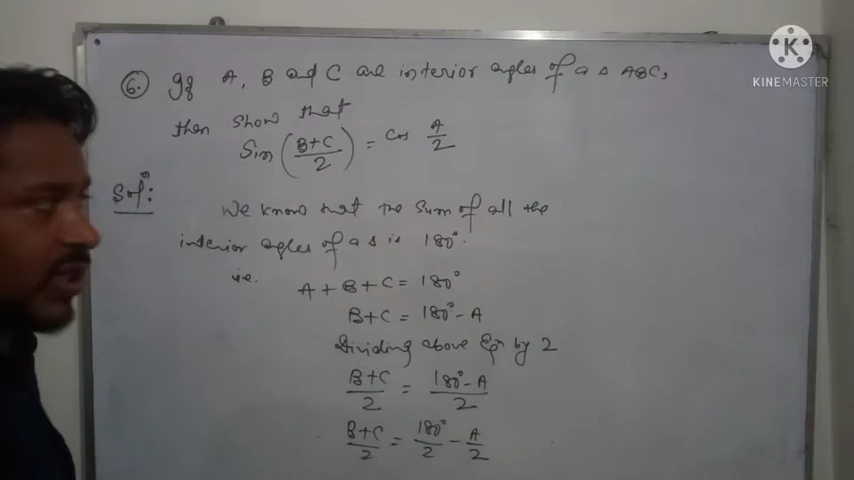 6. If A, B and C are interior angles of a Δ ABC,
then show that
Sin (B+C/2) = cos A/2
Solⁿ:
We know that the sum of all the
interior angles of a Δ is 180°.
i.e.
A + B + C = 180°
B+C = 180° - A
Dividing above Eqn by 2
B+C/2 = 180° - A/2
B+C/2 = 180°/2 - A/2
K
KINEMASTER